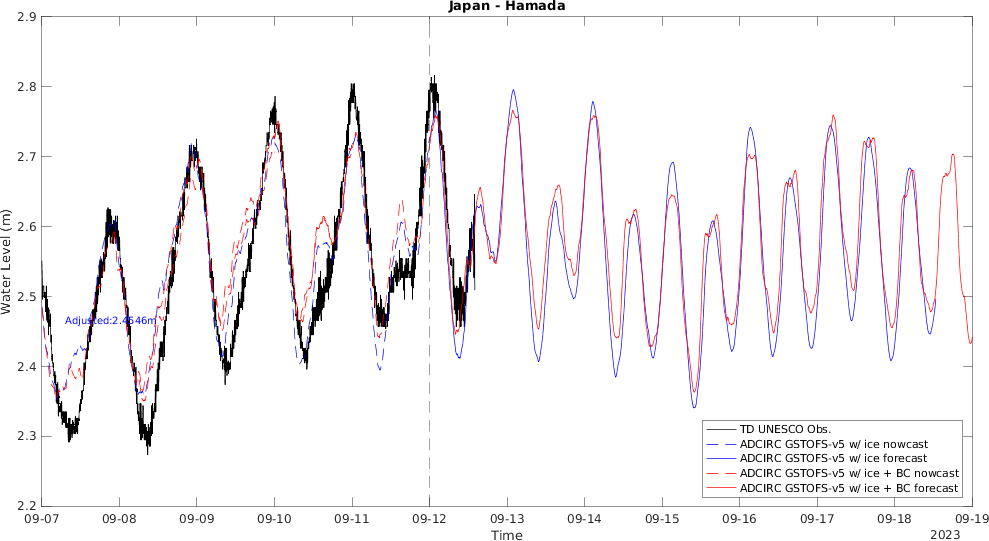 Japan - Hamada
2.9
2.8
2.7
2.6
2.5
2.4
2.3
2.2
Water Level (m)
Adjusted:2.4646m
TD UNESCO Obs.
ADCIRC GSTOFS-v5 w/ ice nowcast
ADCIRC GSTOFS-v5 w/ ice forecast
ADCIRC GSTOFS-v5 w/ ice + BC nowcast
ADCIRC GSTOFS-v5 w/ ice + BC forecast
09-07 09-08 09-09 09-10 09-11 09-12 09-13 09-14 09-15 09-16 09-17 09-18 09-19
Time
2023